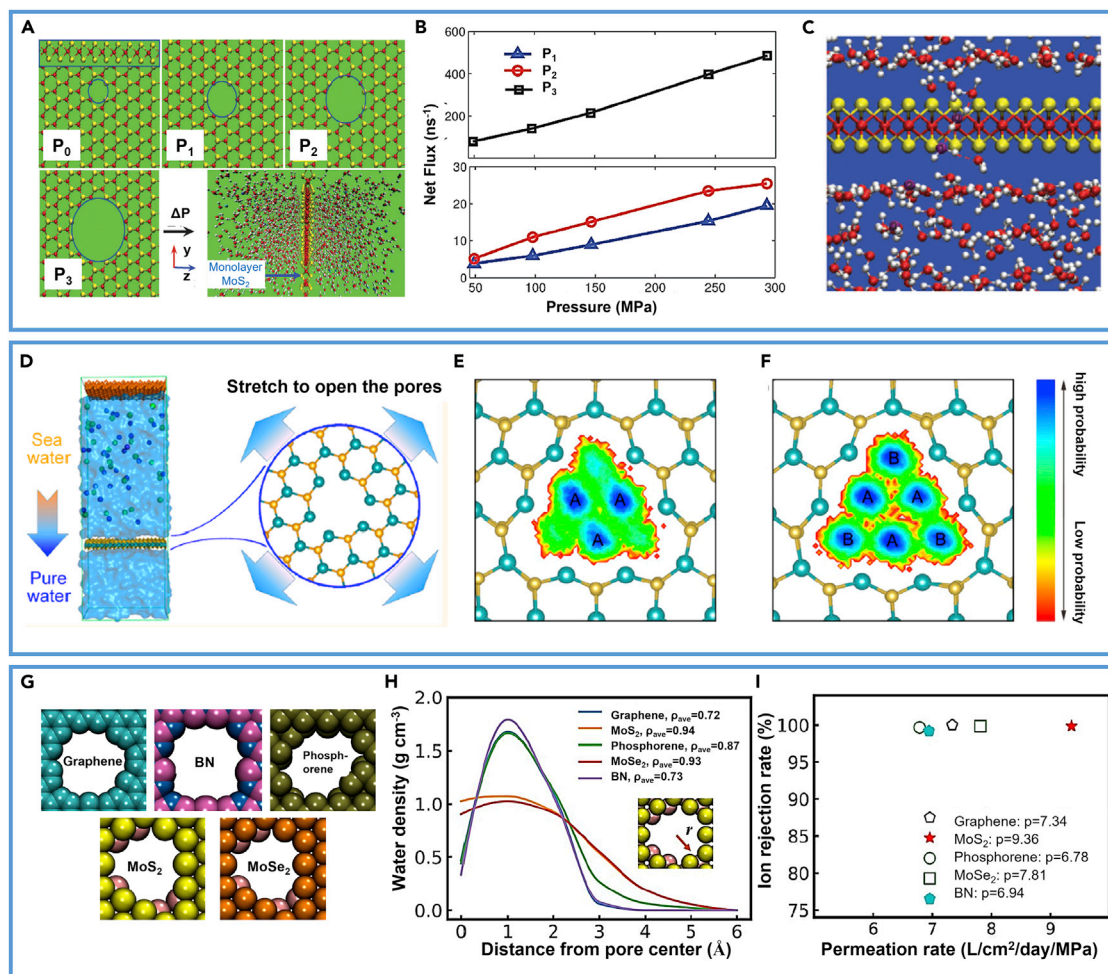 A
P₀
P₁
P₂
P₃
ΔP
y
z
Monolayer
MoS₂
B
600
400
200
30
20
10
0
Net Flux (ns⁻¹)
P₁
P₂
P₃
50
100
150
200
250
300
Pressure (MPa)
C
D
Stretch to open the pores
Sea
water
Pure
water
E
A
A
A
F
B
A
A
B
A
B
high probability
Low probability
G
Graphene
BN
Phosph-
orene
MoS₂
MoSe₂
H
2.0
1.5
1.0
0.5
0.0
Water density (g cm⁻³)
Graphene, ρₐᵥₑ=0.72
MoS₂, ρₐᵥₑ=0.94
Phosphorene, ρₐᵥₑ=0.87
MoSe₂, ρₐᵥₑ=0.93
BN, ρₐᵥₑ=0.73
r
0
1
2
3
4
5
6
Distance from pore center (Å)
I
100
95
90
85
80
75
Ion rejection rate (%)
Graphene: p=7.34
MoS₂: p=9.36
Phosphorene: p=6.78
MoSe₂: p=7.81
BN: p=6.94
6
7
8
9
Permeation rate (L/cm²/day/MPa)